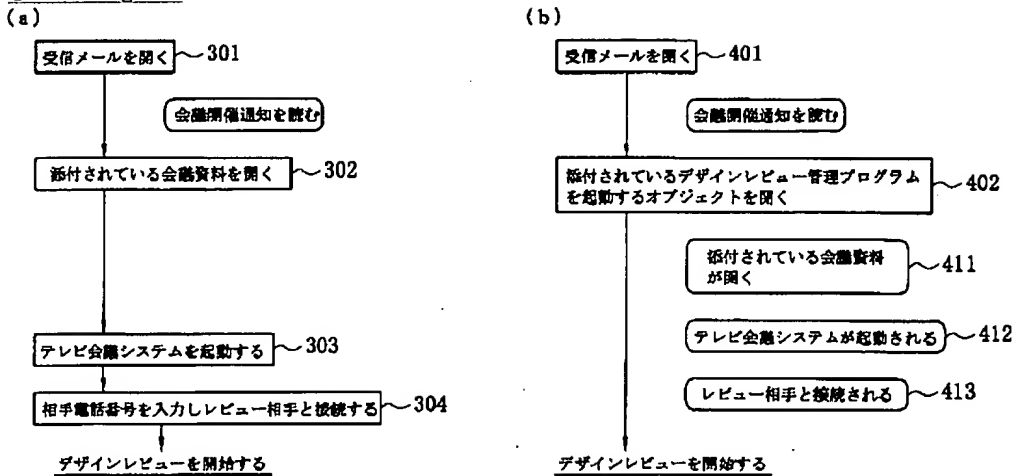 (a)
受信メールを開く 301
会議開催通知を読む
添付されている会議資料を開く 302
テレビ会議システムを起動する 303
相手電話番号を入力しレビュー相手と接続する 304
デザインレビューを開始する
(b)
受信メールを開く 401
会議開催通知を読む
添付されているデザインレビュー管理プログラム
を起動するオブジェクトを開く 402
添付されている会議資料
が開く 411
テレビ会議システムが起動される 412
レビュー相手と接続される 413
デザインレビューを開始する